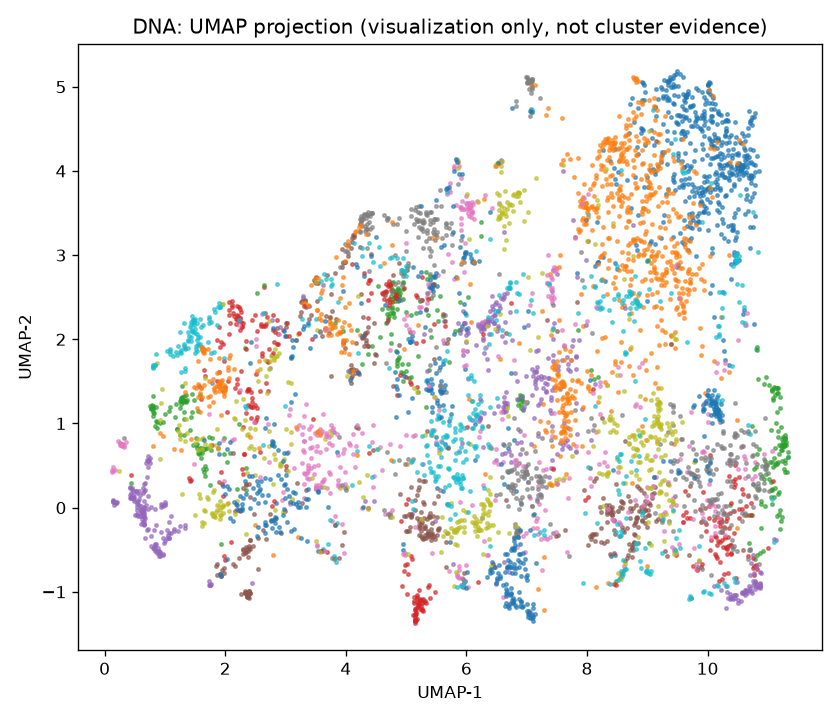 DNA: UMAP projection (visualization only, not cluster evidence)
5
4
3
2
1
0
−1
UMAP-2
0 2 4 6 8 10
UMAP-1